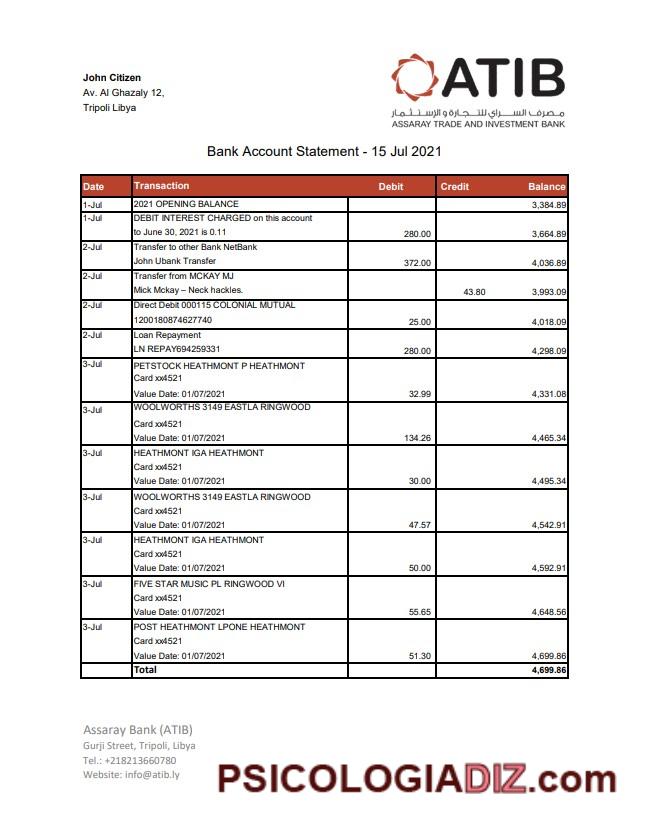 John Citizen
Av. Al Ghazaly 12,
Tripoli Libya
ATIB
مصرف السراي للتجارة و الإستثمار
ASSARAY TRADE AND INVESTMENT BANK
Bank Account Statement - 15 Jul 2021
Date Transaction Debit Credit Balance
1-Jul 2021 OPENING BALANCE 3,384.89
1-Jul DEBIT INTEREST CHARGED on this account
to June 30, 2021 is 0.11 280.00 3,664.89
2-Jul Transfer to other Bank NetBank
John Ubank Transfer 372.00 4,036.89
2-Jul Transfer from MCKAY MJ
Mick Mckay – Neck hackles. 43.80 3,993.09
2-Jul Direct Debit 000115 COLONIAL MUTUAL
1200180874627740 25.00 4,018.09
2-Jul Loan Repayment
LN REPAY694259331 280.00 4,298.09
3-Jul PETSTOCK HEATHMONT P HEATHMONT
Card xx4521
Value Date: 01/07/2021 32.99 4,331.08
3-Jul WOOLWORTHS 3149 EASTLA RINGWOOD
Card xx4521
Value Date: 01/07/2021 134.26 4,465.34
3-Jul HEATHMONT IGA HEATHMONT
Card xx4521
Value Date: 01/07/2021 30.00 4,495.34
3-Jul WOOLWORTHS 3149 EASTLA RINGWOOD
Card xx4521
Value Date: 01/07/2021 47.57 4,542.91
3-Jul HEATHMONT IGA HEATHMONT
Card xx4521
Value Date: 01/07/2021 50.00 4,592.91
3-Jul FIVE STAR MUSIC PL RINGWOOD VI
Card xx4521
Value Date: 01/07/2021 55.65 4,648.56
3-Jul POST HEATHMONT LPONE HEATHMONT
Card xx4521
Value Date: 01/07/2021 51.30 4,699.86
Total 4,699.86
Assaray Bank (ATIB)
Gurji Street, Tripoli, Libya
Tel.: +218213660780
Website: info@atib.ly
PSICOLOGIADIZ.com